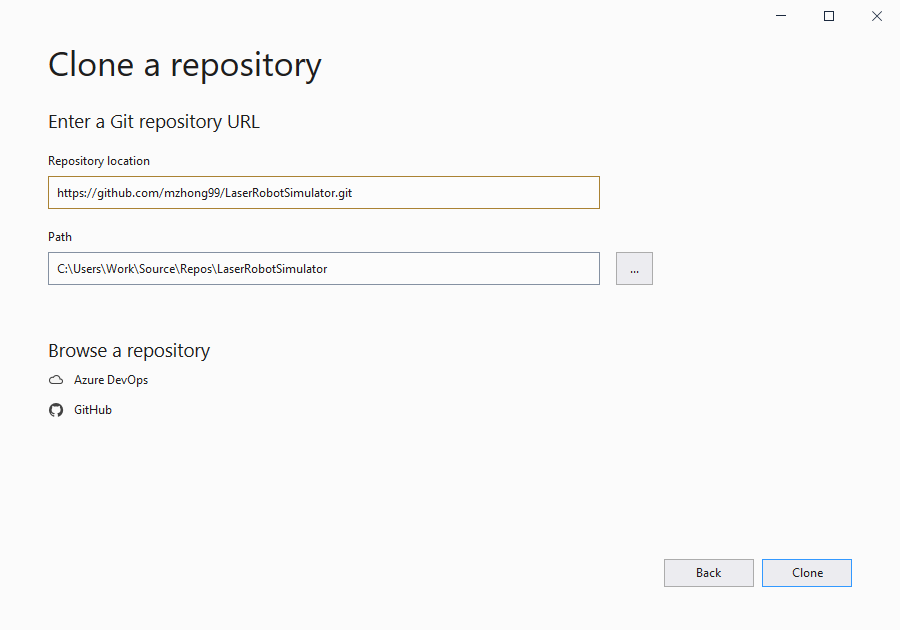 Clone a repository
Enter a Git repository URL
Repository location
https://github.com/mzhong99/LaserRobotSimulator.git
Path
C:\Users\Work\Source\Repos\LaserRobotSimulator
...
Browse a repository
Azure DevOps
GitHub
Back
Clone